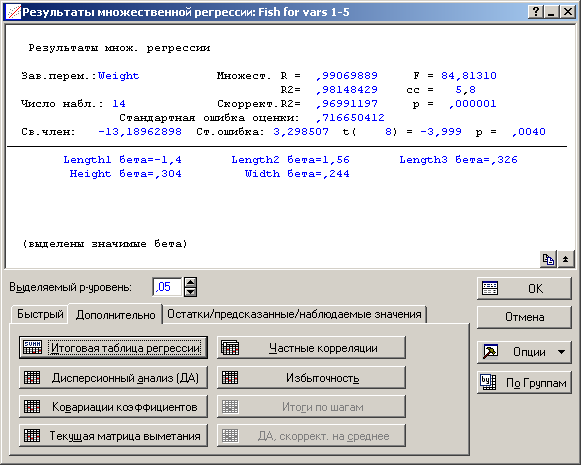 Результаты множественной регрессии: Fish for vars 1-5
Результаты множ. регрессии
Зав.перем.:Weight Множест. R = ,99069889 F = 84,81310
R2= ,98148429 сс = 5,8
Число набл.: 14 Скоррект.R2= ,96991197 p = ,000001
Стандартная ошибка оценки: ,716650412
Св.член: -13,18962898 Ст.ошибка: 3,298507 t( 8) = -3,999 p = ,0040
Length1 бета=-1,4 Length2 бета=1,56 Length3 бета=,326
Height бета=,304 Width бета=,244
(выделены значимые бета)
Выделяемый p-уровень: ,05
OK
Быстрый Дополнительно Остатки/предсказанные/наблюдаемые значения
Отмена
Итоговая таблица регрессии Частные корреляции
Опции
Дисперсионный анализ (ДА) Избыточность
По Группам
Ковариации коэффициентов Итоги по шагам
Текущая матрица выметания ДА, скоррект. на среднее